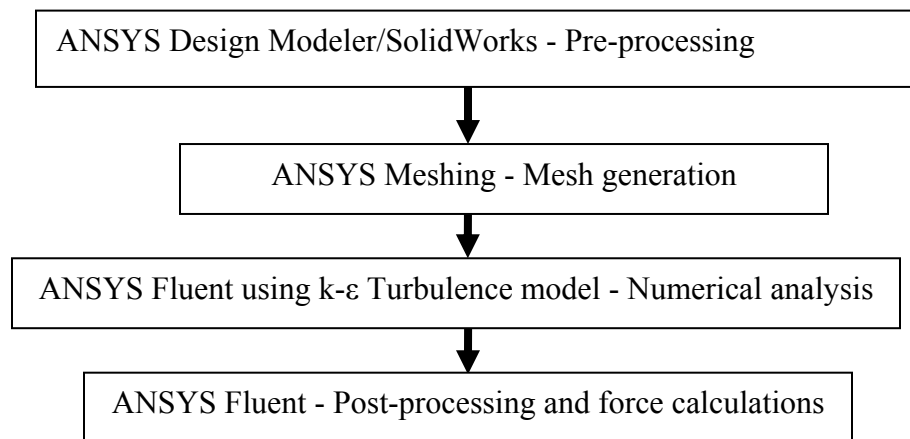 ANSYS Design Modeler/SolidWorks - Pre-processing
ANSYS Meshing - Mesh generation
ANSYS Fluent using k-ε Turbulence model - Numerical analysis
ANSYS Fluent - Post-processing and force calculations